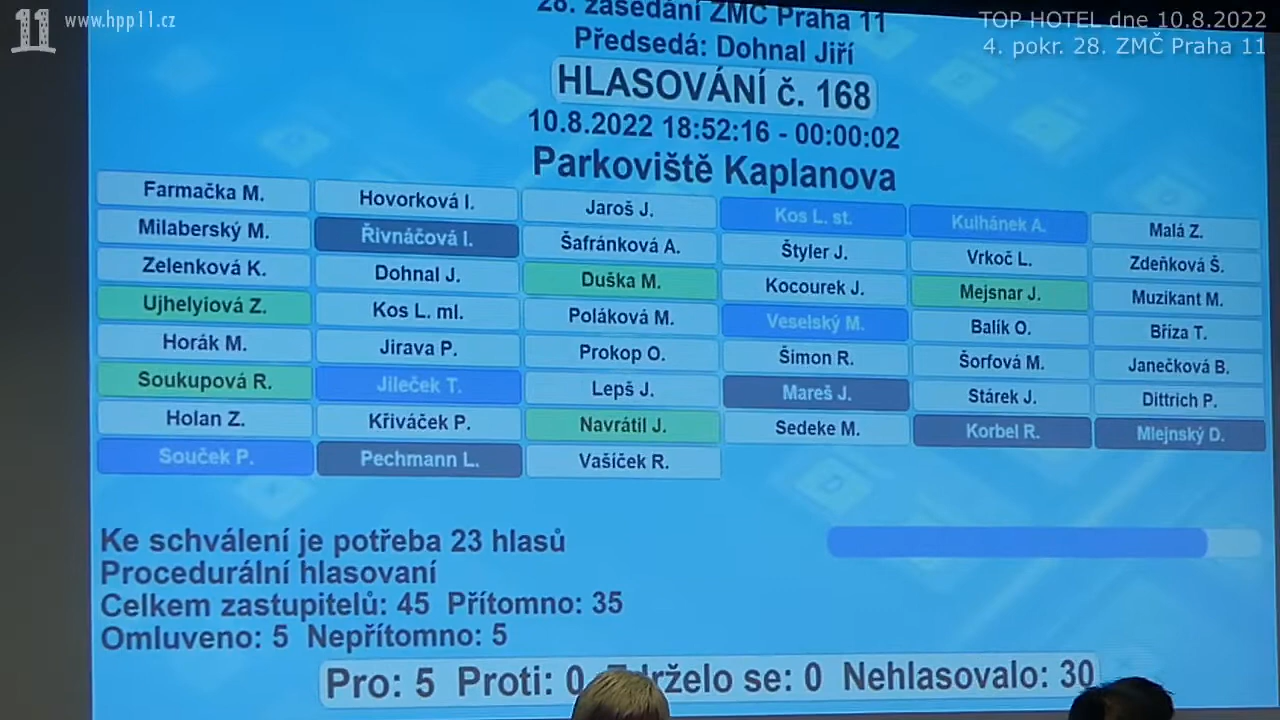 11 www.hpp11.cz
TOP HOTEL dne 10.8.2022
4. pokr. 28. ZMČ Praha 11
28. zasedání ZMČ Praha 11
Předsedá: Dohnal Jiří
HLASOVÁNÍ č. 168
10.8.2022 18:52:16 - 00:00:02
Parkoviště Kaplanova
Farmačka M. Hovorková I. Jaroš J. Kos L. st. Kulhánek A. Malá Z.
Milaberský M. Řivnáčová I. Šafránková A. Štyler J. Vrkoč L. Zdeňková Š.
Zelenková K. Dohnal J. Duška M. Kocourek J. Mejsnar J. Muzikant M.
Ujhelyiová Z. Kos L. ml. Poláková M. Veselský M. Balík O. Bříza T.
Horák M. Jirava P. Prokop O. Šimon R. Šorfová M. Janečková B.
Soukupová R. Jileček T. Lepš J. Mareš J. Stárek J. Dittrich P.
Holan Z. Křiváček P. Navrátil J. Sedeke M. Korbel R. Mlejnský D.
Souček P. Pechmann L. Vašíček R.
Ke schválení je potřeba 23 hlasů
Procedurální hlasovaní
Celkem zastupitelů: 45 Přítomno: 35
Omluveno: 5 Nepřítomno: 5
Pro: 5 Proti: 0 Zdrželo se: 0 Nehlasovalo: 30